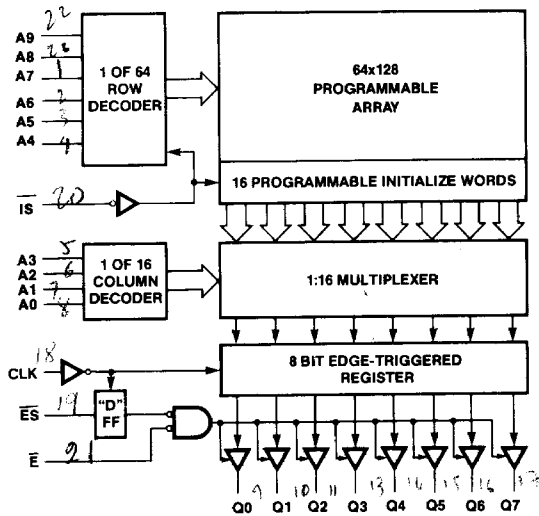 A9 22
A8
A7 1
A6 2
A5 3
A4 4
1 OF 64
ROW
DECODER
64x128
PROGRAMMABLE
ARRAY
16 PROGRAMMABLE INITIALIZE WORDS
IS 20
A3 5
A2 6
A1 7
A0 8
1 OF 16
COLUMN
DECODER
1:16 MULTIPLEXER
CLK 18
8 BIT EDGE-TRIGGERED
REGISTER
ES 19
"D"
FF
E 21
9 10 11 13 14 15 16 17
Q0 Q1 Q2 Q3 Q4 Q5 Q6 Q7